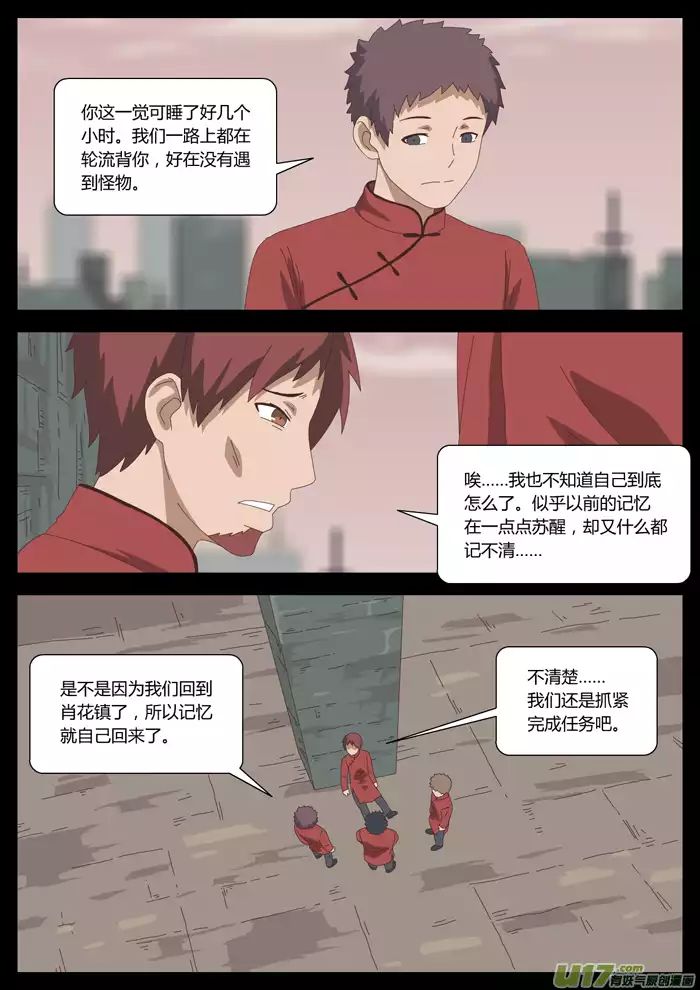 你这一觉可睡了好几个
小时。我们一路上都在
轮流背你，好在没有遇
到怪物。
唉……我也不知道自己到底
怎么了。似乎以前的记忆
在一点点苏醒，却又什么都
记不清……
是不是因为我们回到
肖花镇了，所以记忆
就自己回来了。
不清楚……
我们还是抓紧
完成任务吧。
U17.com
有妖气原创漫画